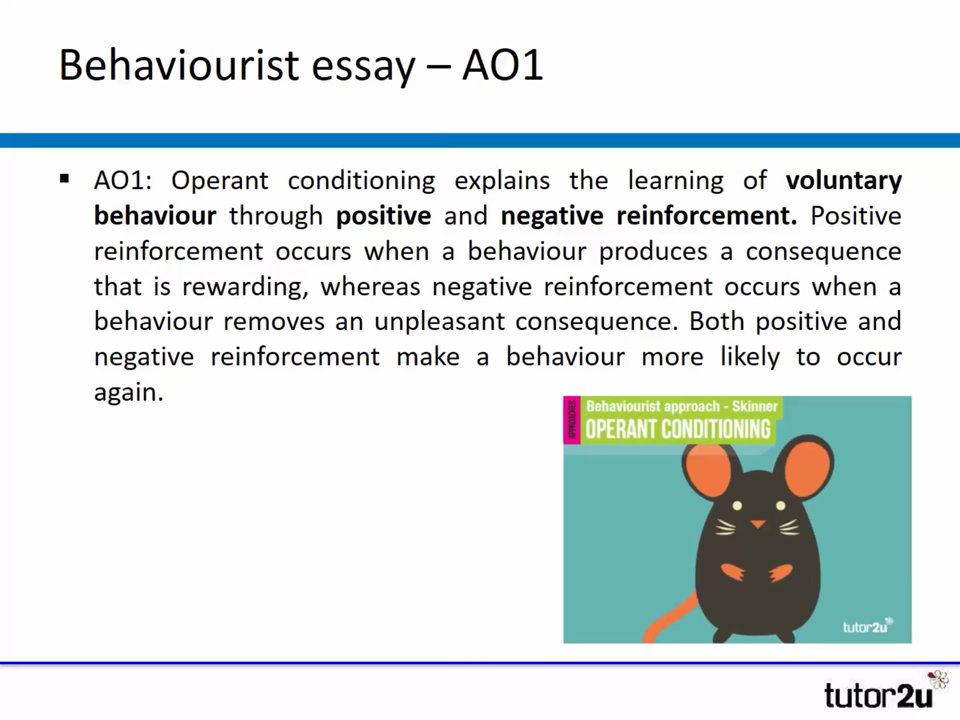 Behaviourist essay – AO1
▪ AO1: Operant conditioning explains the learning of voluntary
behaviour through positive and negative reinforcement. Positive
reinforcement occurs when a behaviour produces a consequence
that is rewarding, whereas negative reinforcement occurs when a
behaviour removes an unpleasant consequence. Both positive and
negative reinforcement make a behaviour more likely to occur
again.
APPROACHES
Behaviourist approach - Skinner
OPERANT CONDITIONING
tutor2u
tutor2u